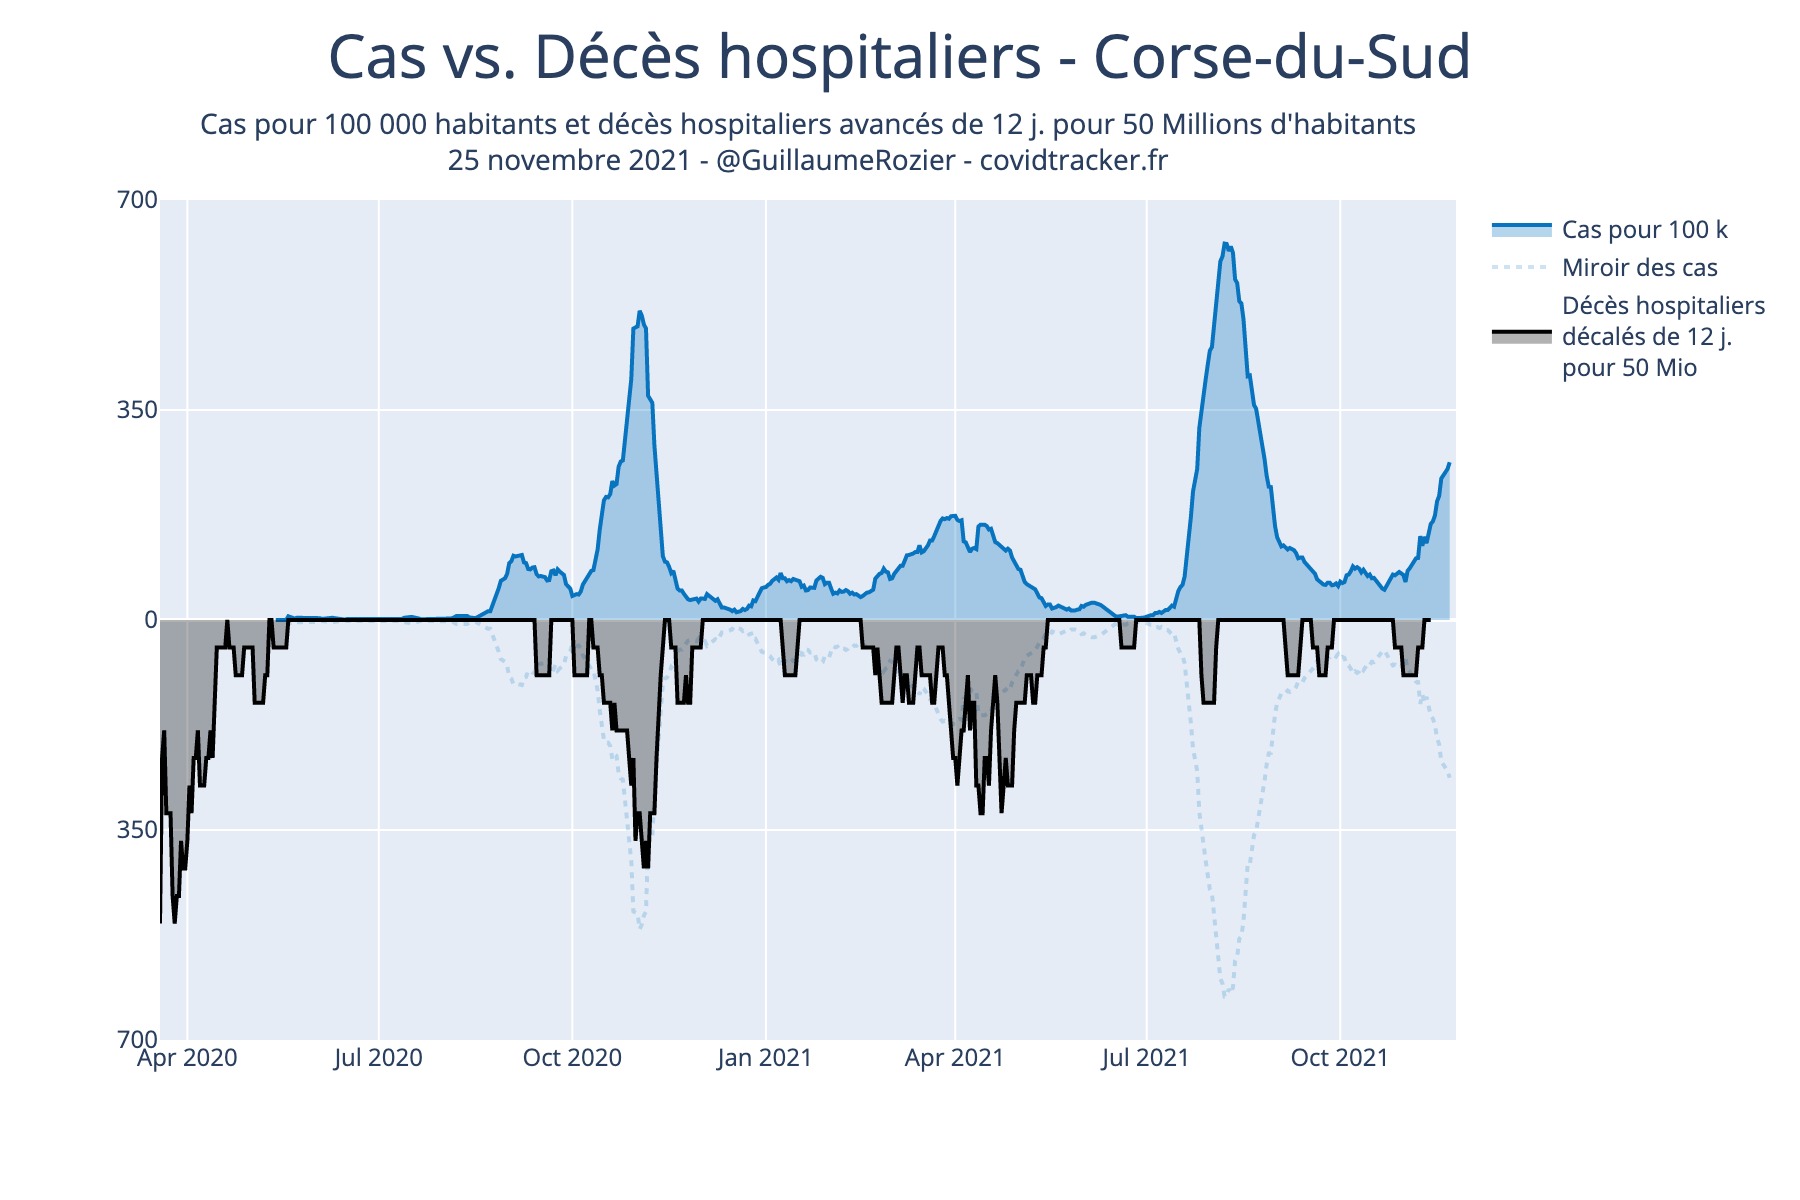 Cas vs. Décès hospitaliers - Corse-du-Sud
Cas pour 100 000 habitants et décès hospitaliers avancés de 12 j. pour 50 Millions d'habitants
25 novembre 2021 - @GuillaumeRozier - covidtracker.fr
700
350
0
350
700
Apr 2020
Jul 2020
Oct 2020
Jan 2021
Apr 2021
Jul 2021
Oct 2021
Cas pour 100 k
Miroir des cas
Décès hospitaliers
décalés de 12 j.
pour 50 Mio